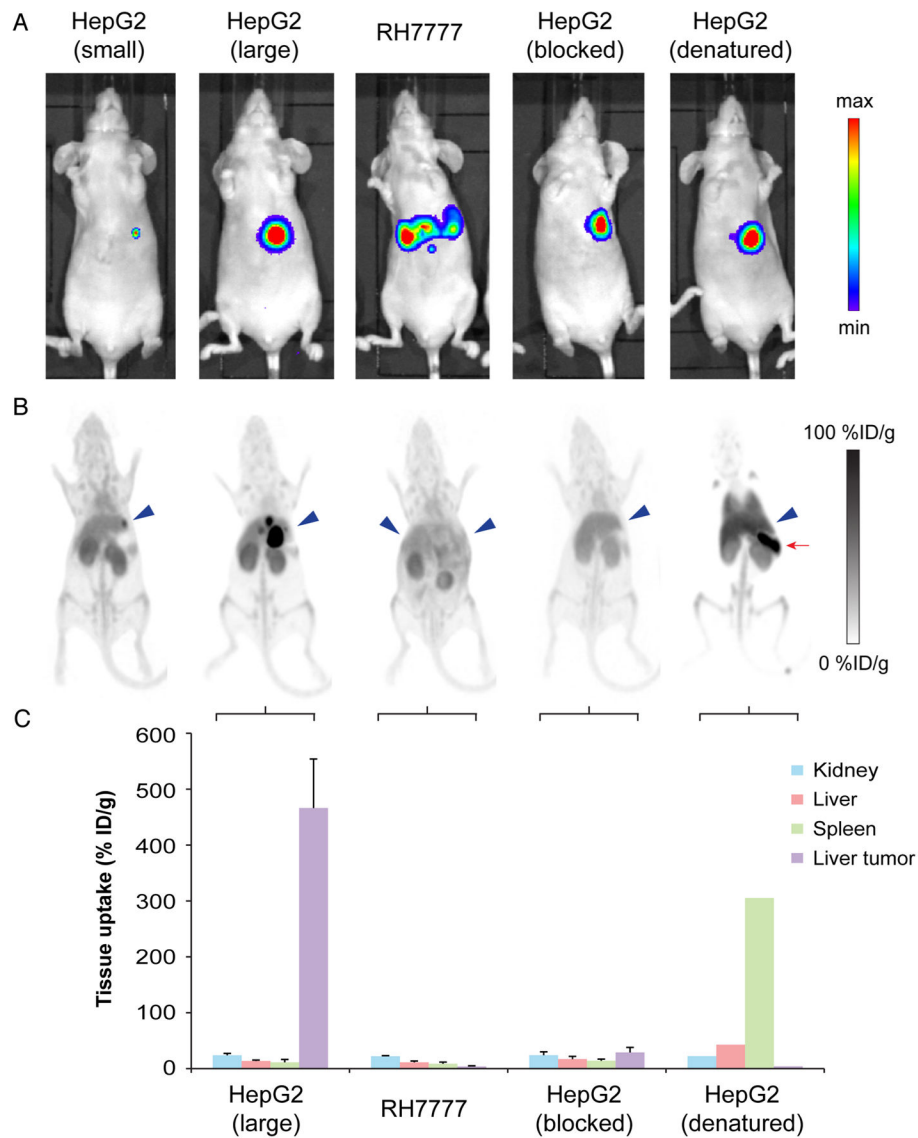 A
HepG2
(small)
HepG2
(large)
RH7777
HepG2
(blocked)
HepG2
(denatured)
max
min
B
100 %ID/g
0 %ID/g
C
Tissue uptake (% ID/g)
600
500
400
300
200
100
0
Kidney
Liver
Spleen
Liver tumor
HepG2
(large)
RH7777
HepG2
(blocked)
HepG2
(denatured)